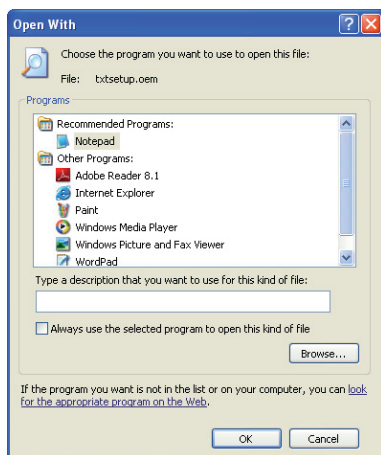 Open With
Choose the program you want to use to open this file:
File: txtsetup.oem
Programs
Recommended Programs:
Notepad
Other Programs:
Adobe Reader 8.1
Internet Explorer
Paint
Windows Media Player
Windows Picture and Fax Viewer
WordPad
Type a description that you want to use for this kind of file:
Always use the selected program to open this kind of file
Browse...
If the program you want is not in the list or on your computer, you can look
for the appropriate program on the Web.
OK Cancel